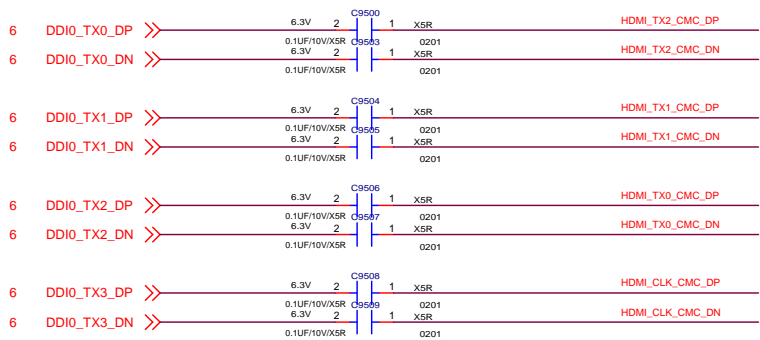 C9500
6 DDI0_TX0_DP 6.3V 2 1 X5R HDMI_TX2_CMC_DP
0.1UF/10V/X5R C9503 0201
6 DDI0_TX0_DN 6.3V 2 1 X5R HDMI_TX2_CMC_DN
0.1UF/10V/X5R 0201
C9504
6 DDI0_TX1_DP 6.3V 2 1 X5R HDMI_TX1_CMC_DP
0.1UF/10V/X5R C9505 0201
6 DDI0_TX1_DN 6.3V 2 1 X5R HDMI_TX1_CMC_DN
0.1UF/10V/X5R 0201
C9506
6 DDI0_TX2_DP 6.3V 2 1 X5R HDMI_TX0_CMC_DP
0.1UF/10V/X5R C9507 0201
6 DDI0_TX2_DN 6.3V 2 1 X5R HDMI_TX0_CMC_DN
0.1UF/10V/X5R 0201
C9508
6 DDI0_TX3_DP 6.3V 2 1 X5R HDMI_CLK_CMC_DP
0.1UF/10V/X5R C9509 0201
6 DDI0_TX3_DN 6.3V 2 1 X5R HDMI_CLK_CMC_DN
0.1UF/10V/X5R 0201